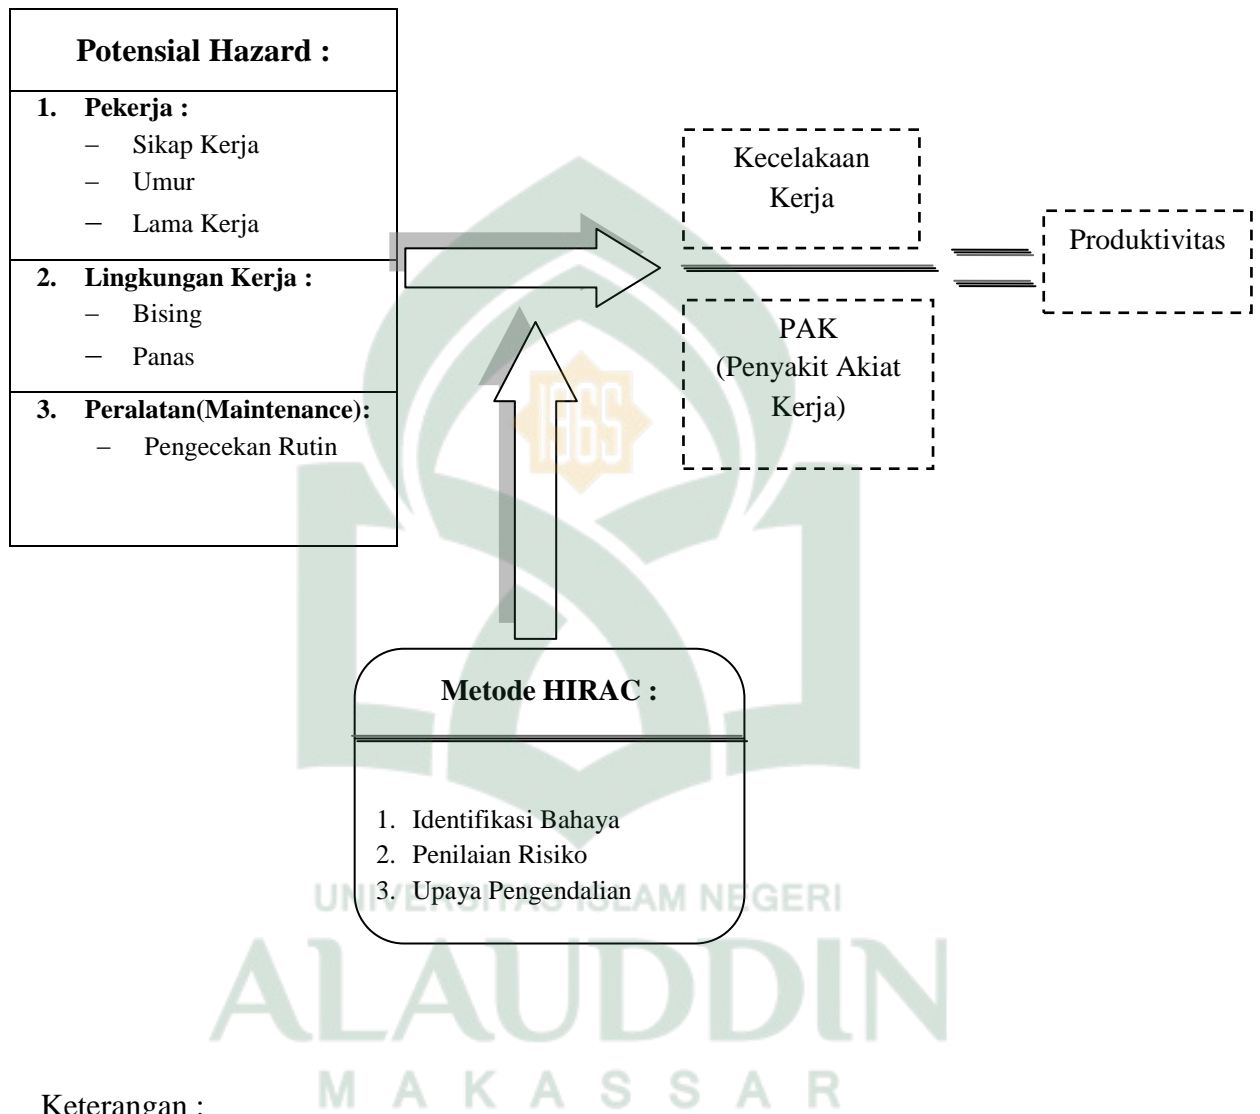 Potensial Hazard :
1. Pekerja :
– Sikap Kerja
– Umur
– Lama Kerja
2. Lingkungan Kerja :
– Bising
– Panas
3. Peralatan(Maintenance):
– Pengecekan Rutin
Kecelakaan
Kerja
PAK
(Penyakit Akiat
Kerja)
Produktivitas
1965
Metode HIRAC :
1. Identifikasi Bahaya
2. Penilaian Risiko
3. Upaya Pengendalian
UNIVERSITAS ISLAM NEGERI
ALAUDDIN
MAKASSAR
Keterangan :